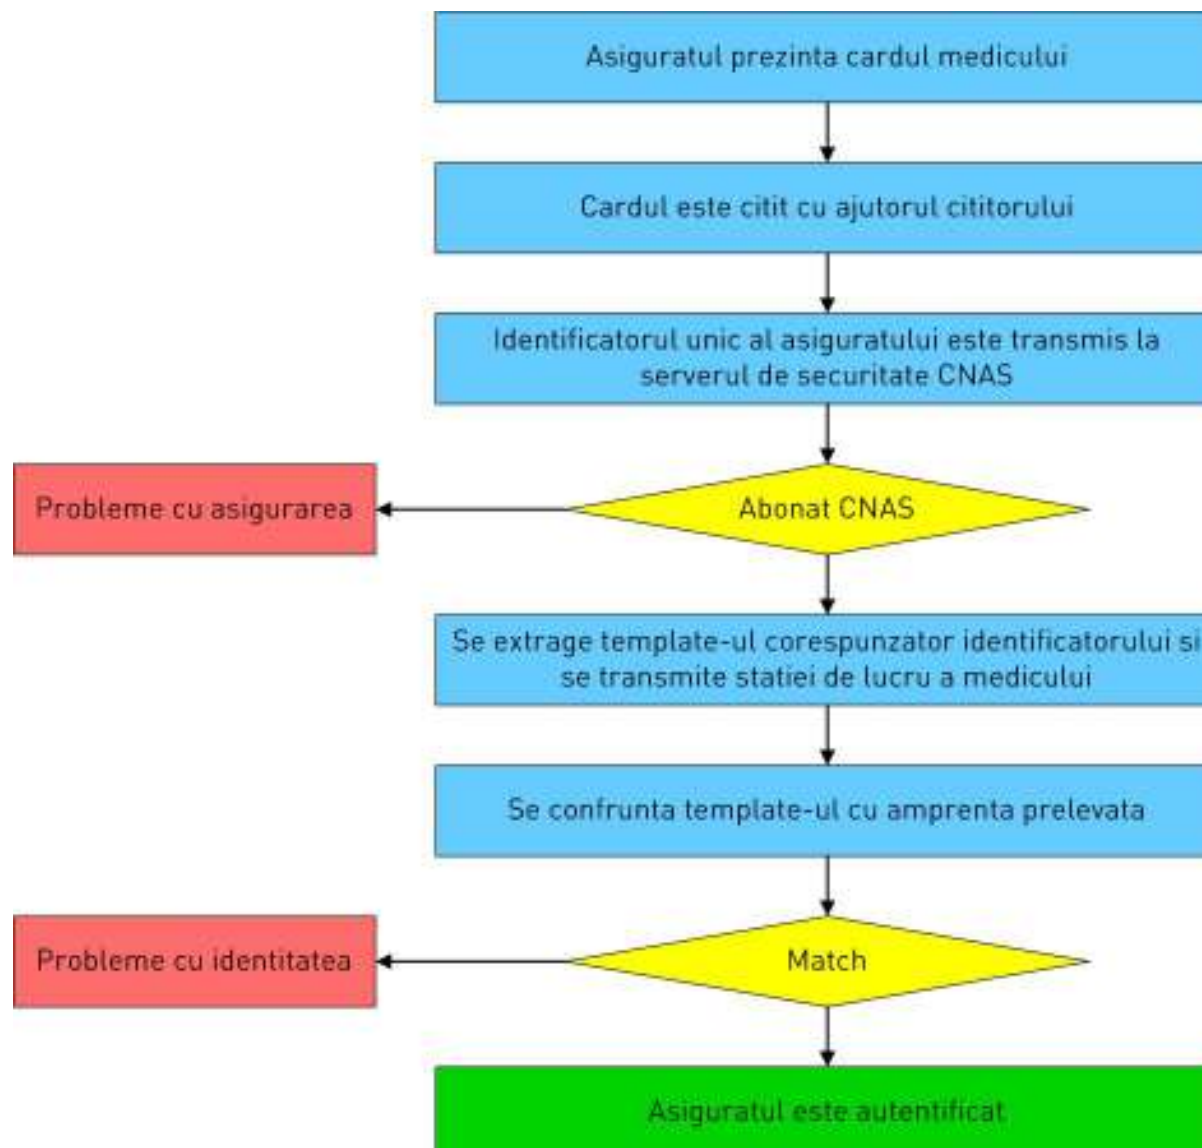 Asiguratul prezinta cardul medicului
Cardul este citit cu ajutorul cititorului
Identificatorul unic al asiguratului este transmis la
serverul de securitate CNAS
Probleme cu asigurarea
Abonat CNAS
Se extrage template-ul corespunzator identificatorului si
se transmite statiei de lucru a medicului
Se confrunta template-ul cu amprenta prelevata
Probleme cu identitatea
Match
Asiguratul este autentificat